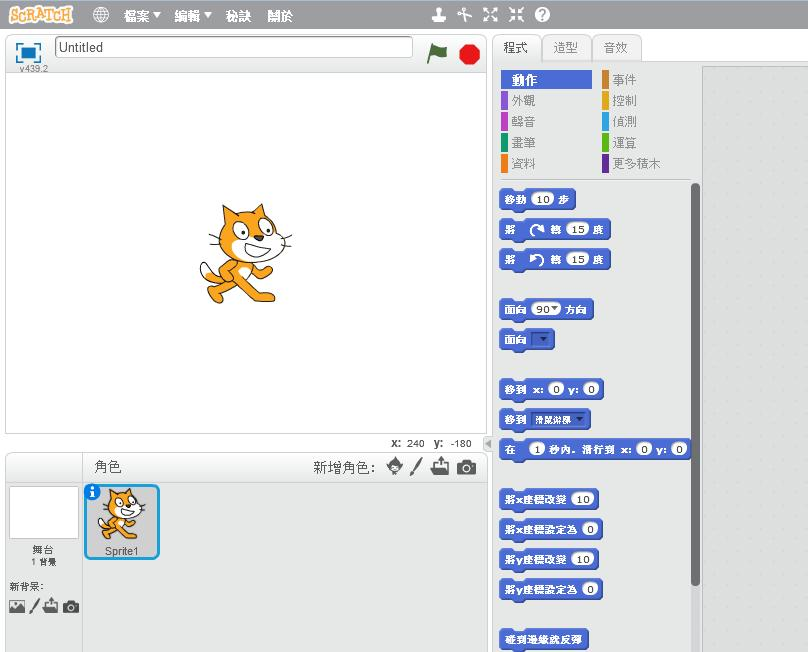 SCRATCH 檔案 編輯 秘訣 關於
Untitled
v439.2
程式 造型 音效
動作 事件
外觀 控制
聲音 偵測
畫筆 運算
資料 更多積木
移動 10 步
將 轉 15 度
將 轉 15 度
面向 90 方向
面向
移到 x: 0 y: 0
移到 滑鼠游標
在 1 秒內, 滑行到 x: 0 y: 0
將x座標改變 10
將x座標設定為 0
將y座標改變 10
將y座標設定為 0
碰到邊緣就反彈
x: 240 y: -180
角色 新增角色:
Sprite1
舞台
1 背景
新背景: